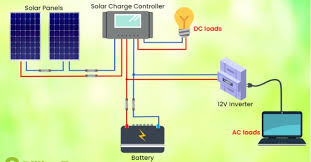 Solar Panels
Solar Charge Controller
DC loads
12V Inverter
AC loads
Battery